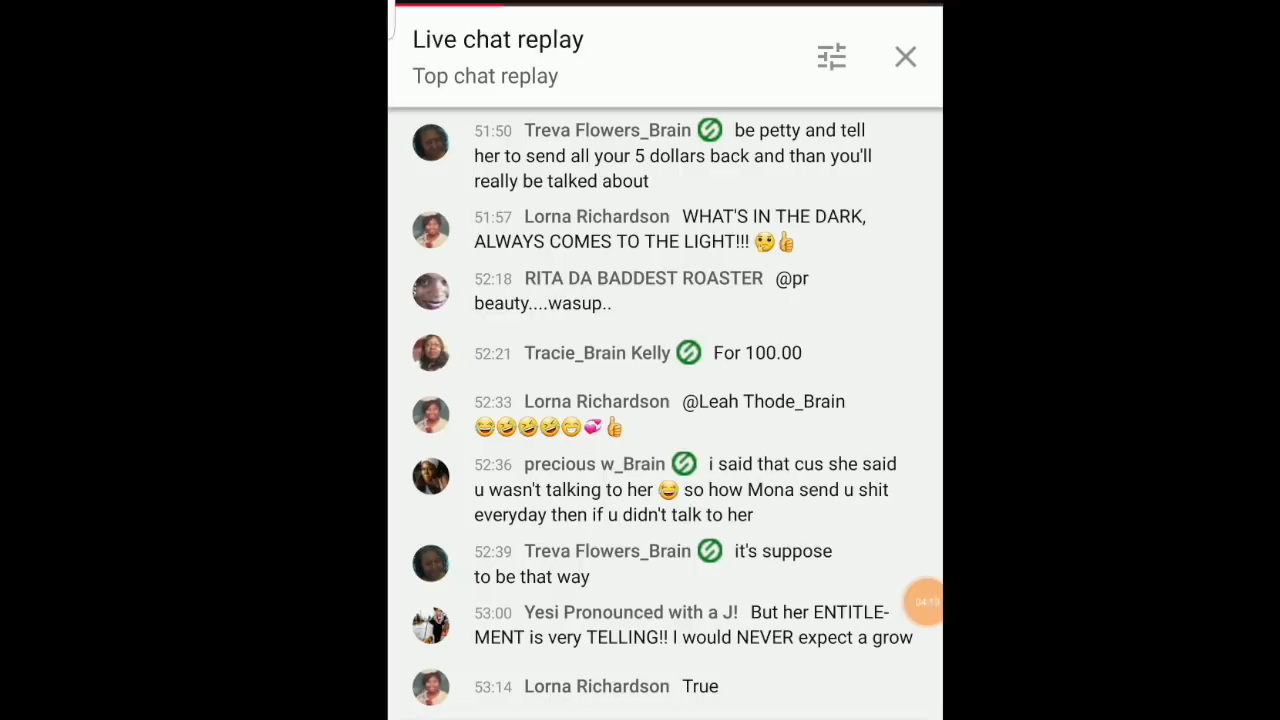 Live chat replay
Top chat replay
51:50 Treva Flowers_Brain be petty and tell
her to send all your 5 dollars back and than you'll
really be talked about
51:57 Lorna Richardson WHAT'S IN THE DARK,
ALWAYS COMES TO THE LIGHT!!! 🤔👍
52:18 RITA DA BADDEST ROASTER @pr
beauty....wasup..
52:21 Tracie_Brain Kelly For 100.00
52:33 Lorna Richardson @Leah Thode_Brain
😂🤣🤣🤣😁💞👍
52:36 precious w_Brain i said that cus she said
u wasn't talking to her 😂 so how Mona send u shit
everyday then if u didn't talk to her
52:39 Treva Flowers_Brain it's suppose
to be that way
04:13
53:00 Yesi Pronounced with a J! But her ENTITLE-
MENT is very TELLING!! I would NEVER expect a grow
53:14 Lorna Richardson True